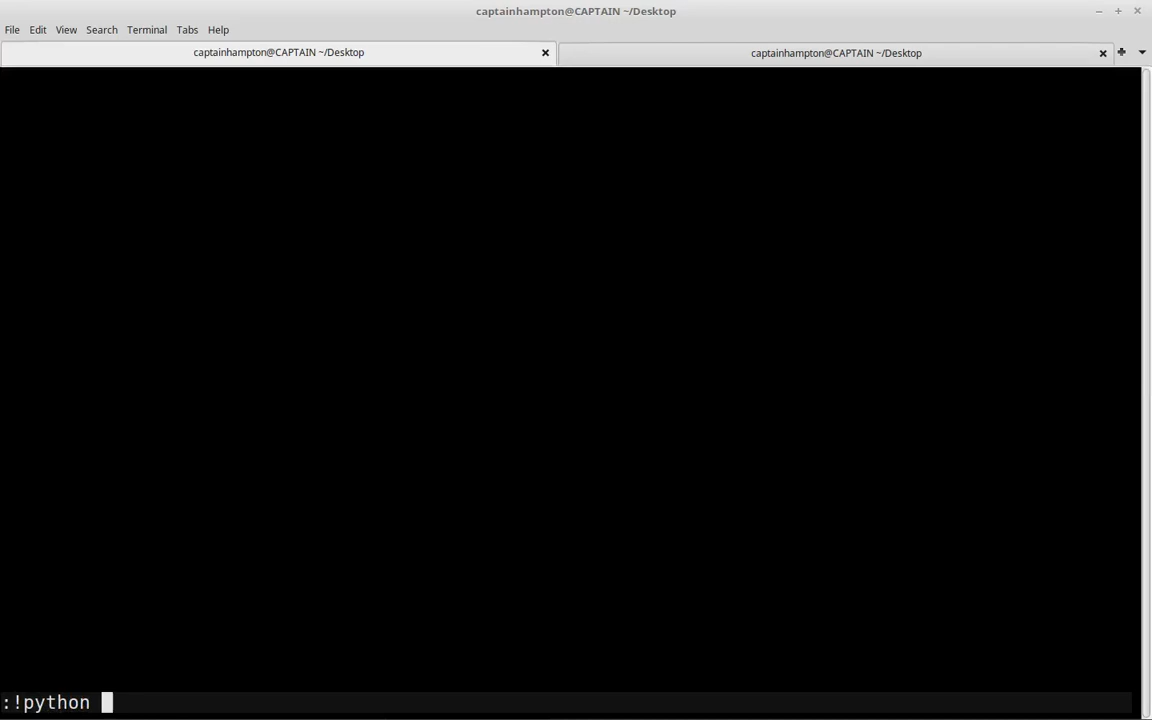 captainhampton@CAPTAIN ~/Desktop
File Edit View Search Terminal Tabs Help
captainhampton@CAPTAIN ~/Desktop captainhampton@CAPTAIN ~/Desktop
:!python